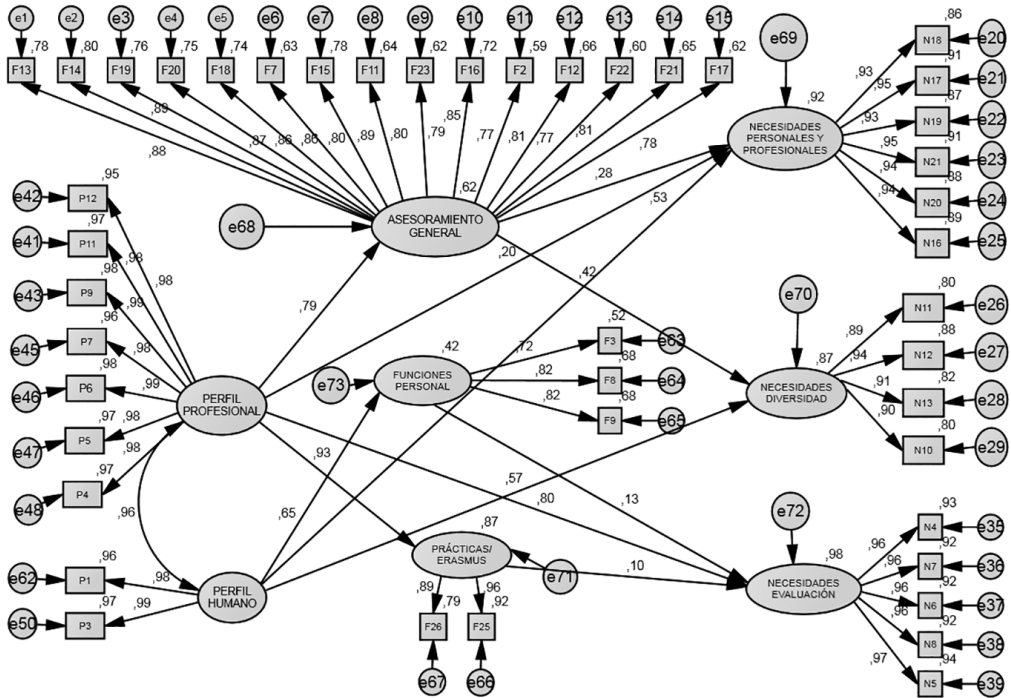 e1 e2 e3 e4 e5 e6 e7 e8 e9 e10 e11 e12 e13 e14 e15
,78 ,80 ,76 ,75 ,74 ,63 ,78 ,64 ,62 ,72 ,59 ,66 ,60 ,65 ,62
F13 F14 F19 F20 F18 F7 F15 F11 F23 F16 F2 F12 F22 F21 F17
,88 ,89 ,87 ,86 ,86 ,80 ,89 ,80 ,79 ,85 ,77 ,81 ,77 ,81 ,78
e68
,62
ASESORAMIENTO
GENERAL
,28
,53
,20
,42
,79
e69
,92
NECESIDADES
PERSONALES Y
PROFESIONALES
,93 ,95 ,93 ,95 ,94 ,94
,86
N18 e20
,91
N17 e21
,87
N19 e22
,91
N21 e23
,88
N20 e24
,89
N16 e25
e42 P12 ,95
e41 P11 ,97
e43 P9 ,98
e45 P7 ,96
e46 P6 ,98
e47 P5 ,97
e48 P4 ,97
,98 ,98 ,99 ,98 ,99 ,98 ,98
PERFIL
PROFESIONAL
,96
e62 P1 ,96
,98
e50 P3 ,97
,99
PERFIL
HUMANO
,65
,93
,72
,57
,80
e73
,42
FUNCIONES
PERSONAL
,72
,82
,82
,52
F3 e63
,68
F8 e64
,68
F9 e65
,13
e70
,87
NECESIDADES
DIVERSIDAD
,89 ,94 ,91 ,90
,80
N11 e26
,88
N12 e27
,82
N13 e28
,80
N10 e29
,87
PRÁCTICAS/
ERASMUS
e71
,10
,89 ,96
,79 ,92
F26 F25
e67 e66
e72
,98
NECESIDADES
EVALUACIÓN
,96 ,96 ,96 ,96 ,97
,93
N4 e35
,92
N7 e36
,92
N6 e37
,92
N8 e38
,94
N5 e39